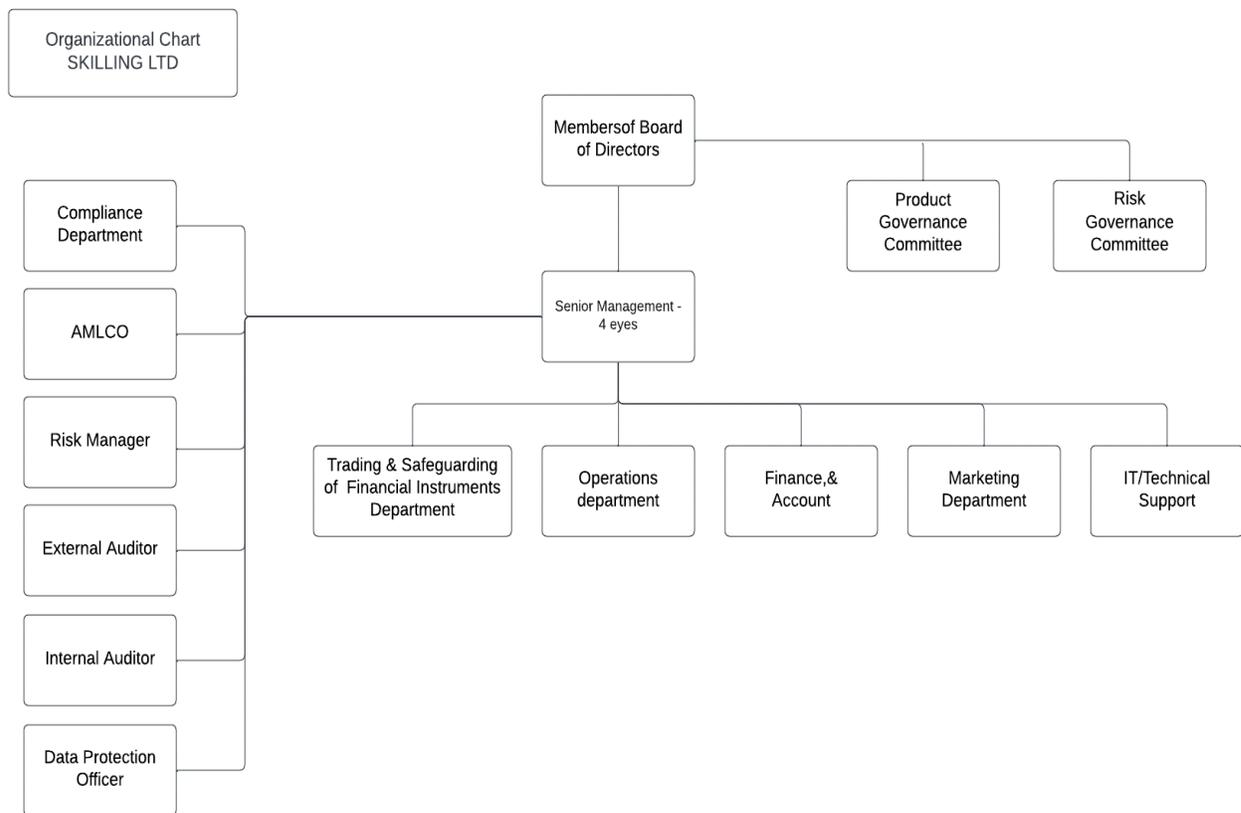 Organizational Chart
SKILLING LTD
Membersof Board
of Directors
Product
Governance
Committee
Risk
Governance
Committee
Compliance
Department
Senior Management -
4 eyes
AMLCO
Risk Manager
Trading & Safeguarding
of Financial Instruments
Department
Operations
department
Finance,&
Account
Marketing
Department
IT/Technical
Support
External Auditor
Internal Auditor
Data Protection
Officer